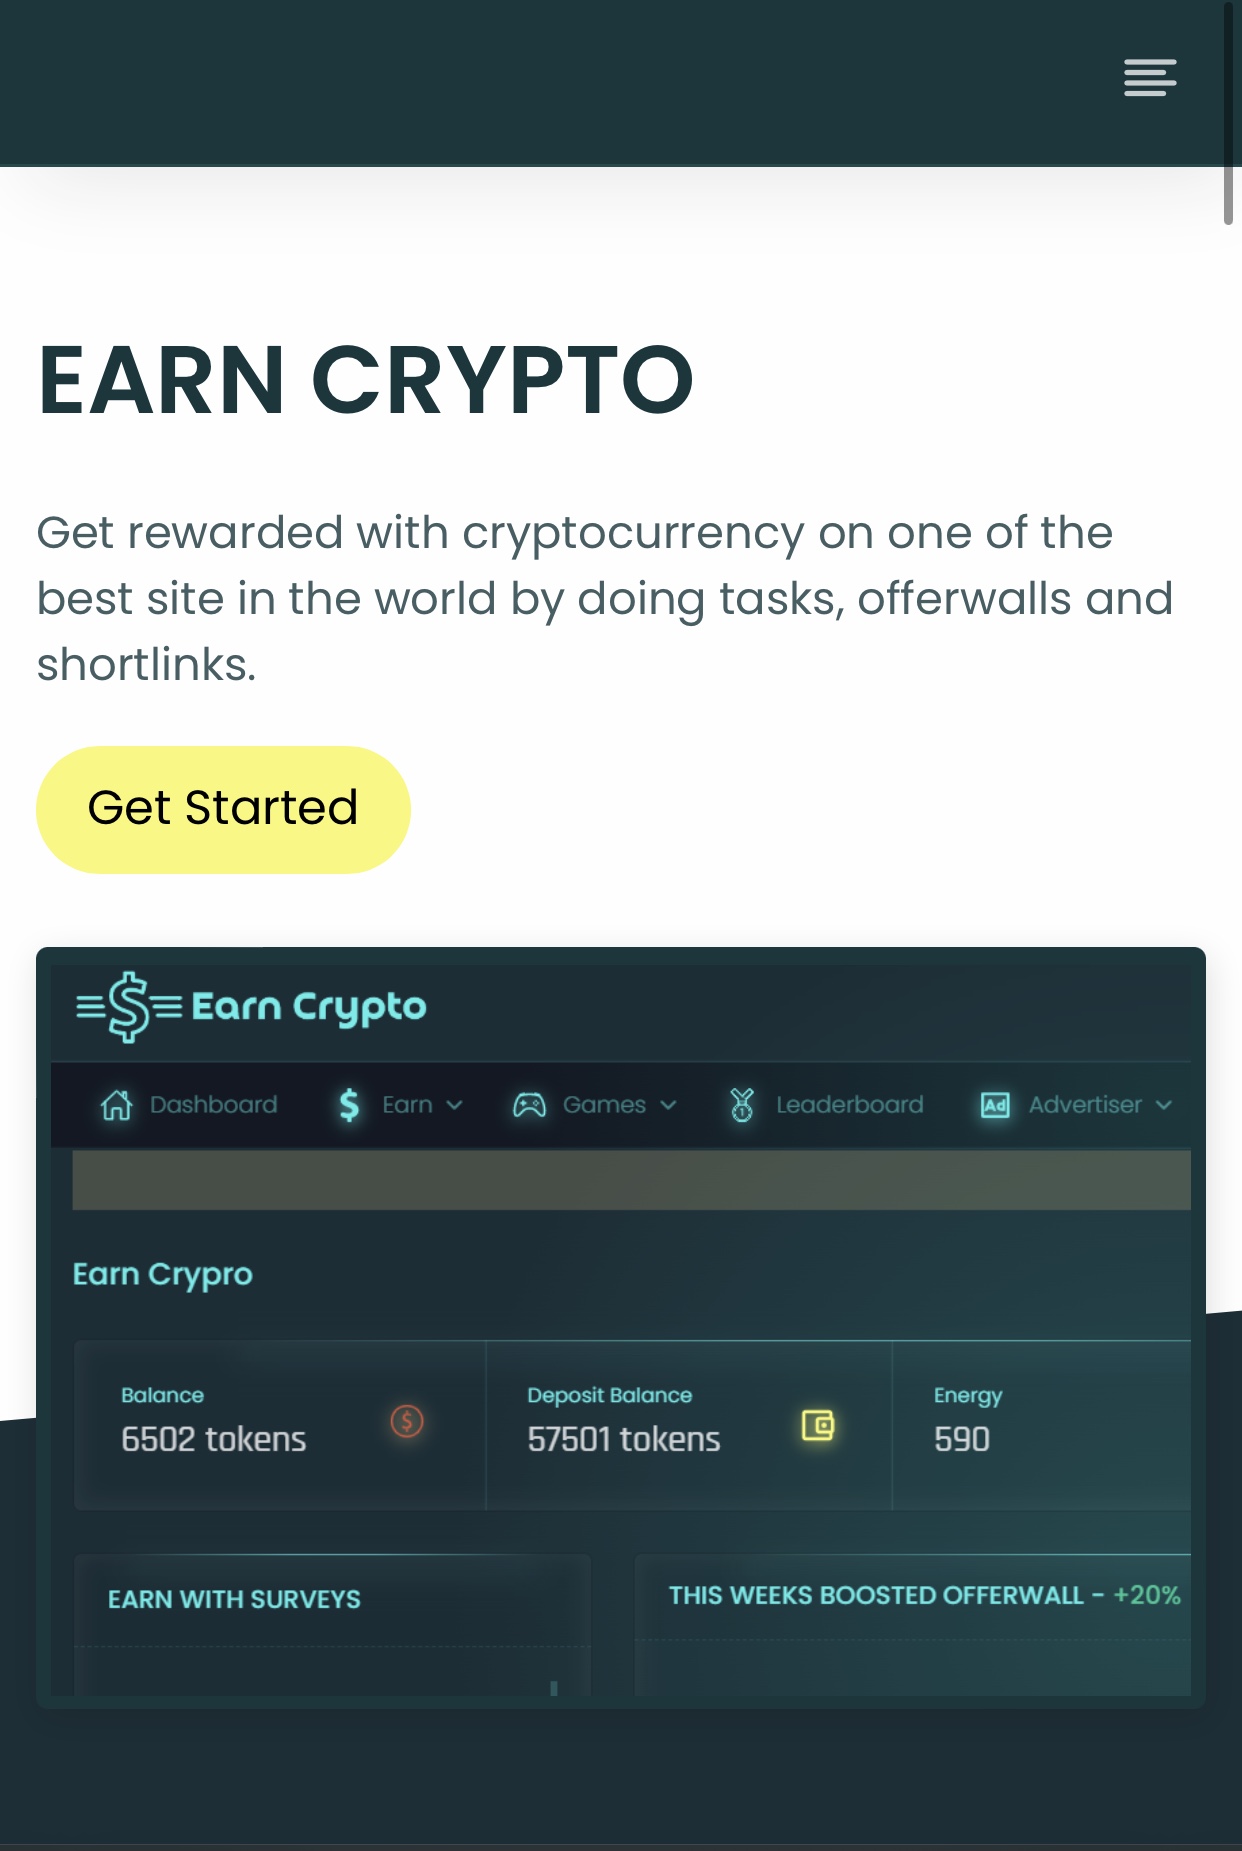 EARN CRYPTO
Get rewarded with cryptocurrency on one of the
best site in the world by doing tasks, offerwalls and
shortlinks.
Get Started
$ Earn Crypto
Dashboard $ Earn Games Leaderboard Ad Advertiser
Earn Crypro
Balance
6502 tokens
Deposit Balance
57501 tokens
Energy
590
EARN WITH SURVEYS
THIS WEEKS BOOSTED OFFERWALL - +20%